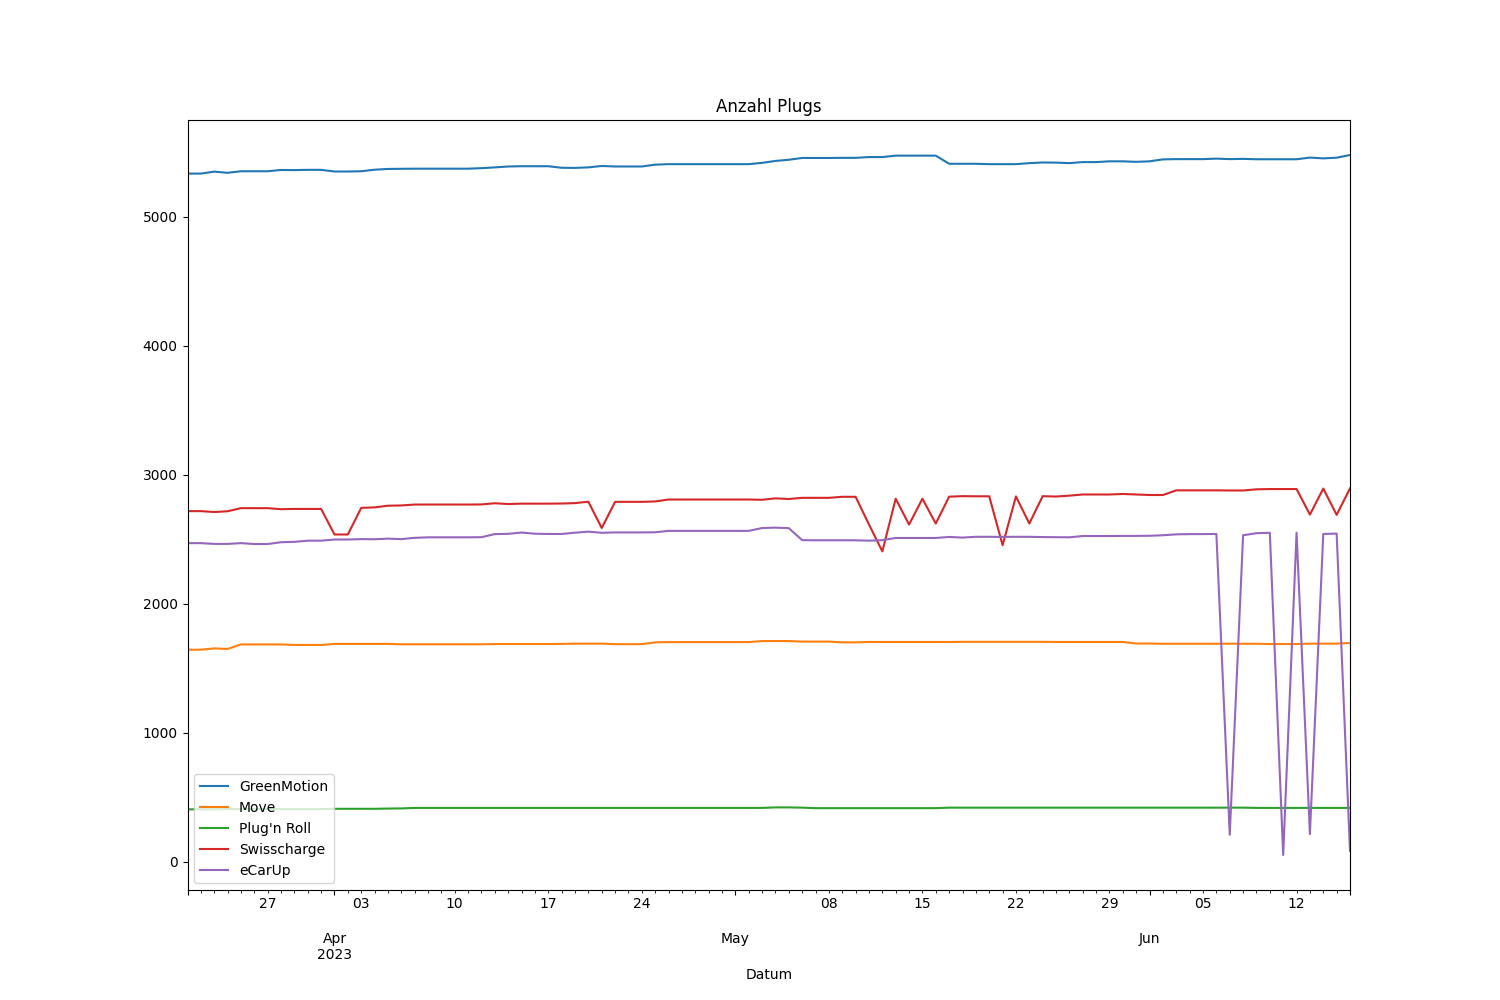 Anzahl Plugs
5000
4000
3000
2000
1000
0
GreenMotion
Move
Plug'n Roll
Swisscharge
eCarUp
27 03 10 17 24 08 15 22 29 05 12
Apr May Jun
2023
Datum